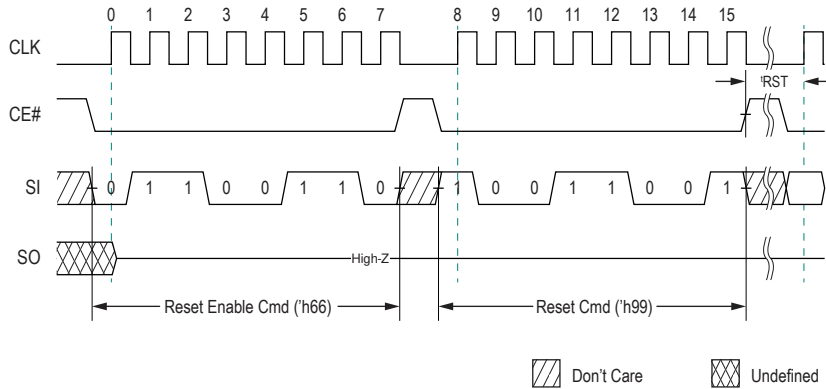 0 1 2 3 4 5 6 7 8 9 10 11 12 13 14 15
CLK
tRST
CE#
SI 0 1 1 0 0 1 1 0 1 0 0 1 1 0 0 1
SO
High-Z
Reset Enable Cmd ('h66) Reset Cmd ('h99)
Don't Care Undefined